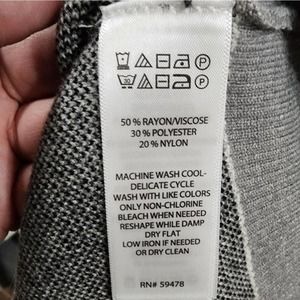 P
30 P
50% RAYON/VISCOSE
30% POLYESTER
20% NYLON
MACHINE WASH COOL-
DELICATE CYCLE
WASH WITH LIKE COLORS
ONLY NON-CHLORINE
BLEACH WHEN NEEDED
RESHAPE WHILE DAMP
DRY FLAT
LOW IRON IF NEEDED
OR DRY CLEAN
RN# 59478